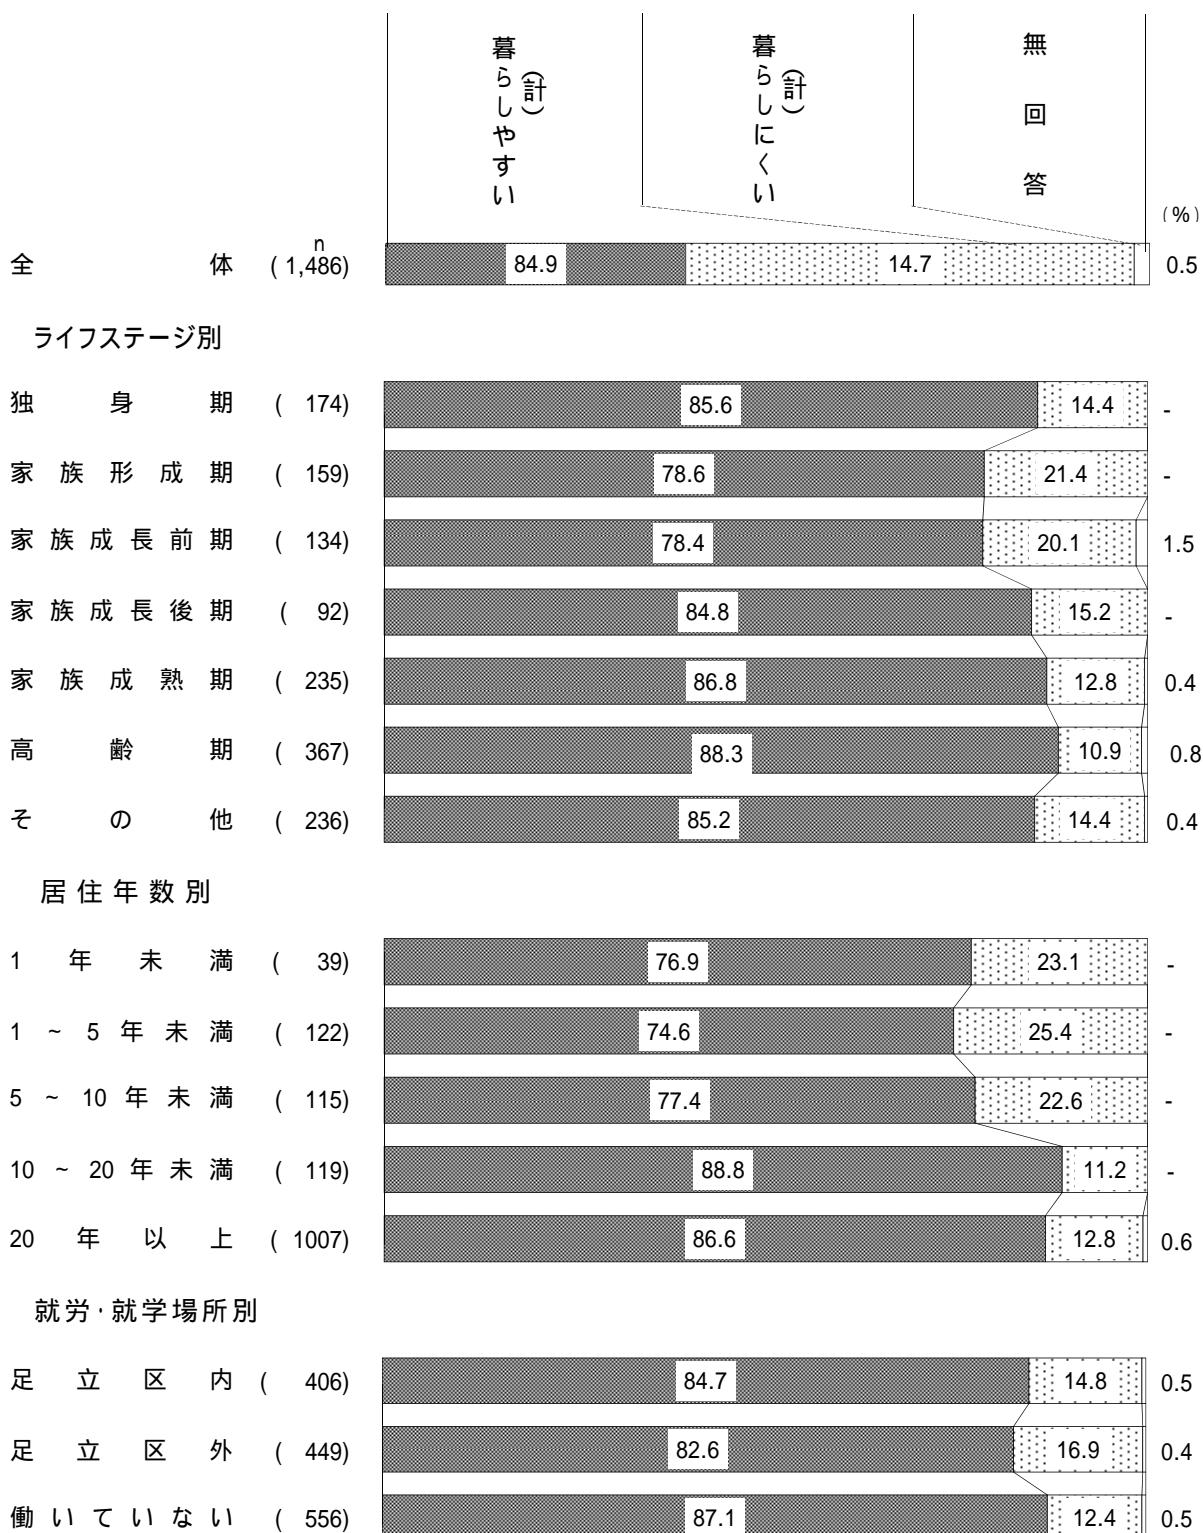 暮らしやすい(計)
暮らしにくい(計)
無回答
(%)
n
全体 (1,486) 84.9 14.7 0.5
ライフステージ別
独身期 ( 174) 85.6 14.4 -
家族形成期 ( 159) 78.6 21.4 -
家族成長前期 ( 134) 78.4 20.1 1.5
家族成長後期 ( 92) 84.8 15.2 -
家族成熟期 ( 235) 86.8 12.8 0.4
高齢期 ( 367) 88.3 10.9 0.8
その他 ( 236) 85.2 14.4 0.4
居住年数別
1年未満 ( 39) 76.9 23.1 -
1~5年未満 ( 122) 74.6 25.4 -
5~10年未満 ( 115) 77.4 22.6 -
10~20年未満 ( 119) 88.8 11.2 -
20年以上 ( 1007) 86.6 12.8 0.6
就労・就学場所別
足立区内 ( 406) 84.7 14.8 0.5
足立区外 ( 449) 82.6 16.9 0.4
働いていない ( 556) 87.1 12.4 0.5